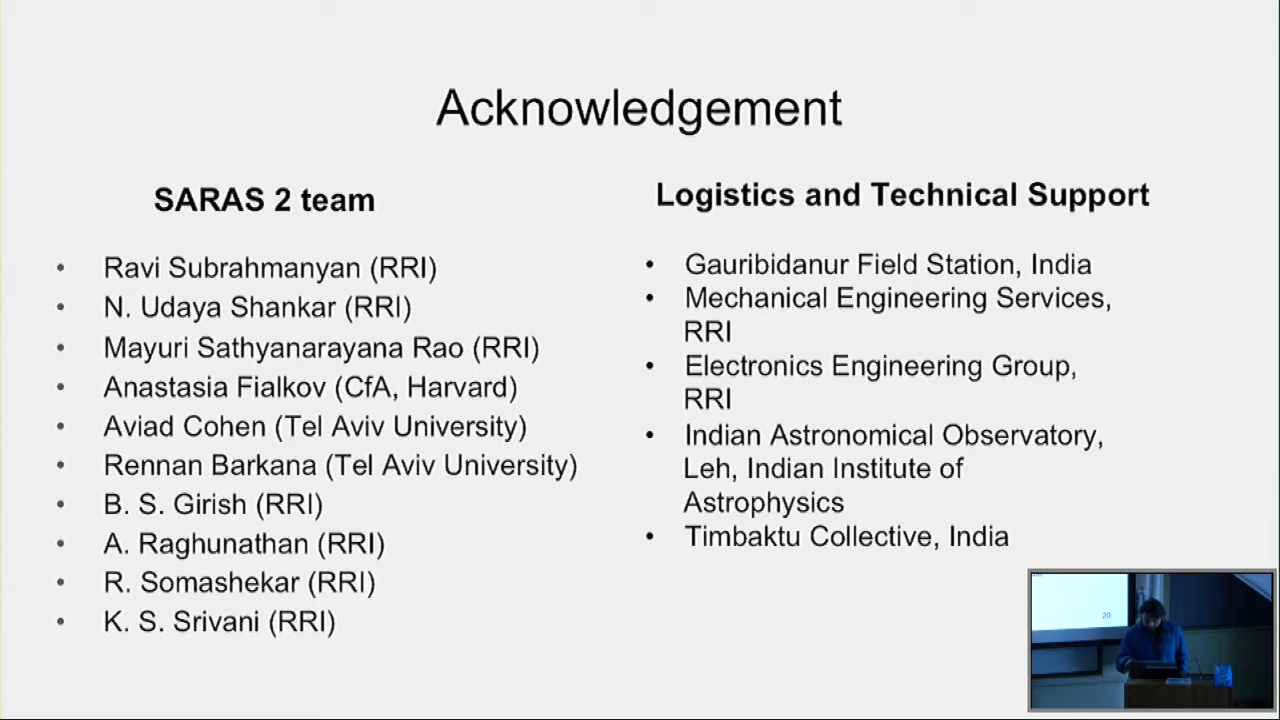 Acknowledgement
SARAS 2 team
• Ravi Subrahmanyan (RRI)
• N. Udaya Shankar (RRI)
• Mayuri Sathyanarayana Rao (RRI)
• Anastasia Fialkov (CfA, Harvard)
• Aviad Cohen (Tel Aviv University)
• Rennan Barkana (Tel Aviv University)
• B. S. Girish (RRI)
• A. Raghunathan (RRI)
• R. Somashekar (RRI)
• K. S. Srivani (RRI)
Logistics and Technical Support
• Gauribidanur Field Station, India
• Mechanical Engineering Services,
RRI
• Electronics Engineering Group,
RRI
• Indian Astronomical Observatory,
Leh, Indian Institute of
Astrophysics
• Timbaktu Collective, India
20